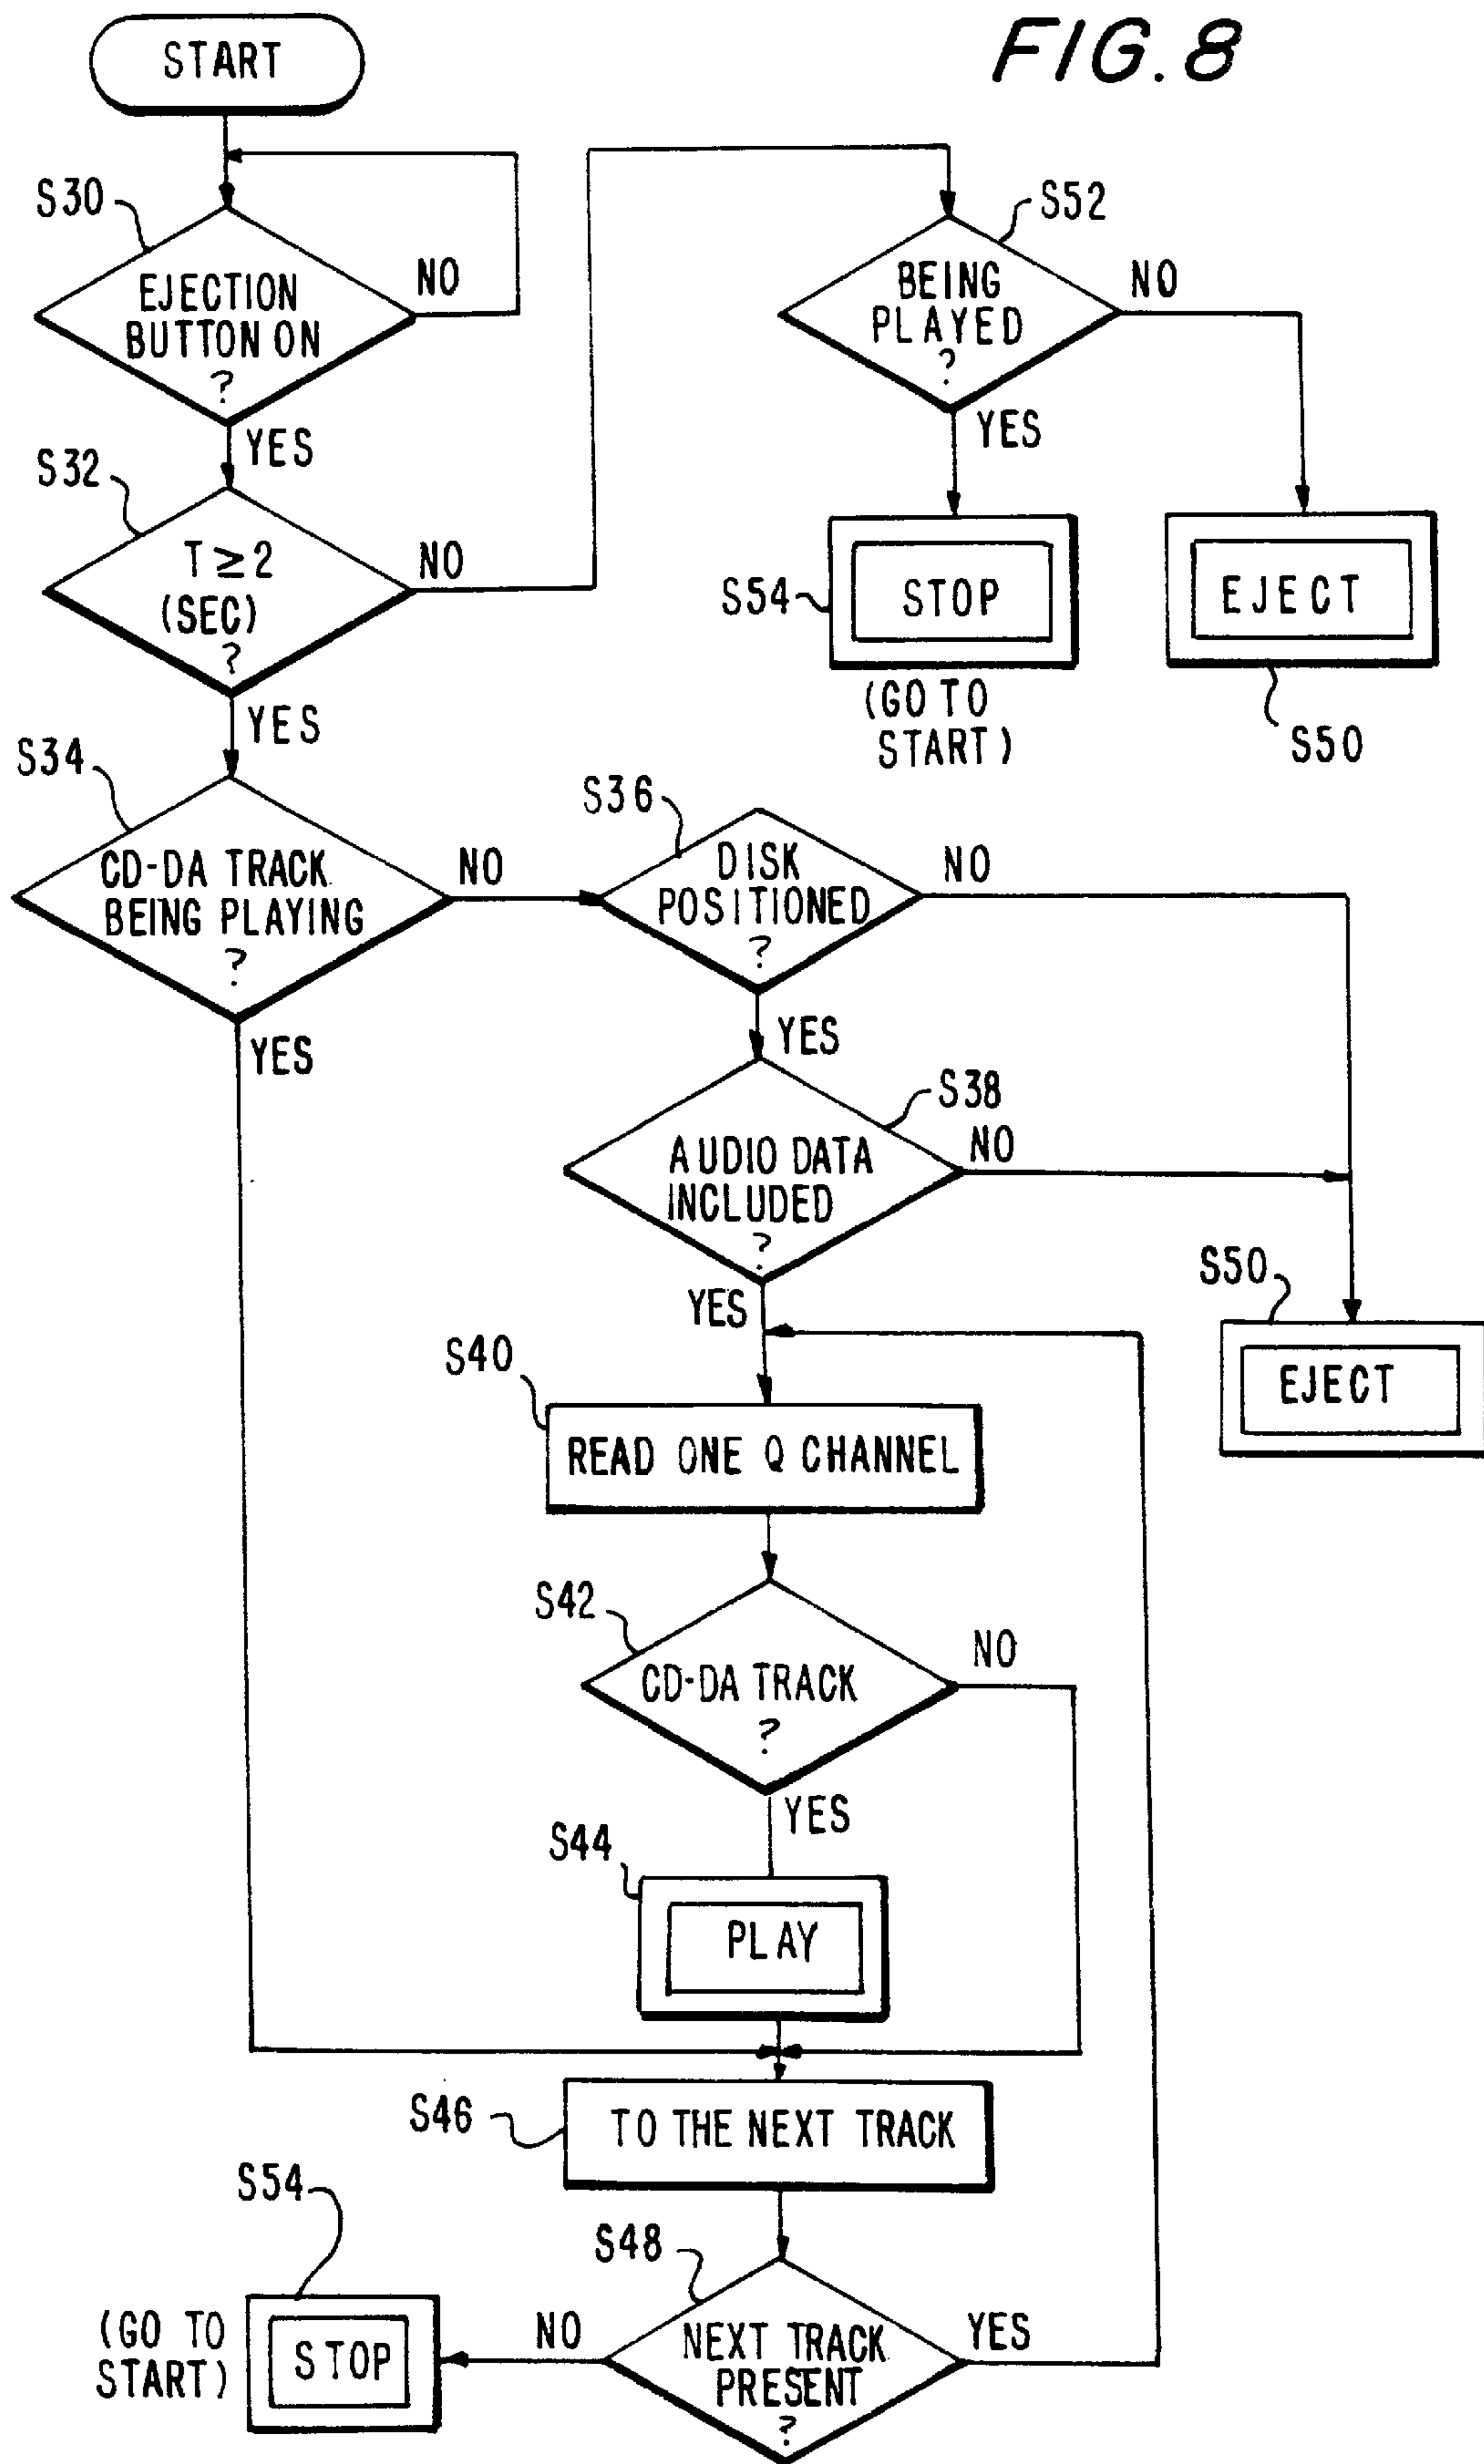 FIG. 8
START
S30
EJECTION
BUTTON ON
?
NO
YES
S32
T ≥ 2
(SEC)
?
NO
YES
S52
BEING
PLAYED
?
NO
YES
S54
STOP
(GO TO
START)
EJECT
S50
S34
CD-DA TRACK
BEING PLAYING
?
NO
YES
S36
DISK
POSITIONED
?
NO
YES
S38
AUDIO DATA
INCLUDED
?
NO
YES
S50
EJECT
S40
READ ONE Q CHANNEL
S42
CD-DA TRACK
?
NO
YES
S44
PLAY
S46
TO THE NEXT TRACK
S48
NEXT TRACK
PRESENT
?
YES
NO
S54
STOP
(GO TO
START)